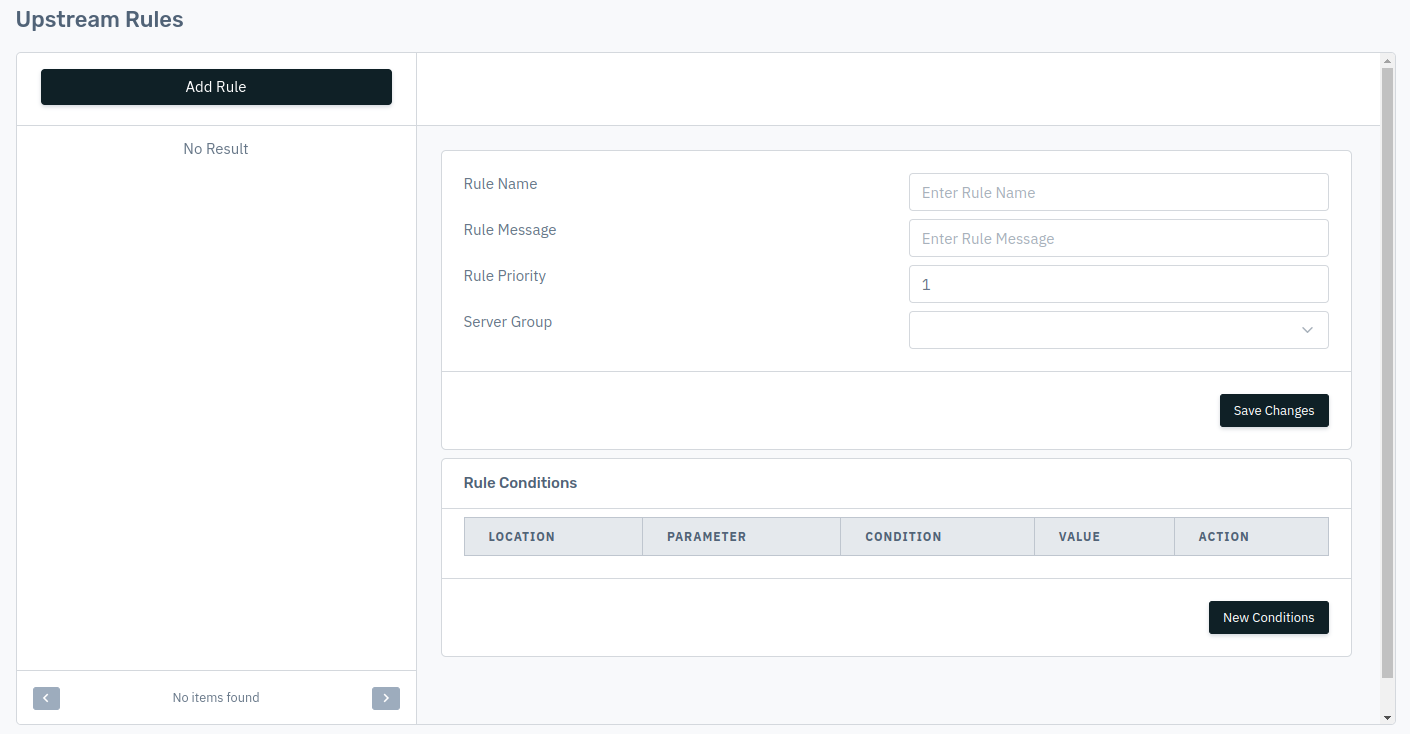 Upstream Rules
Add Rule
No Result
No items found
Rule Name
Enter Rule Name
Rule Message
Enter Rule Message
Rule Priority
1
Server Group
Save Changes
Rule Conditions
LOCATION PARAMETER CONDITION VALUE ACTION
New Conditions